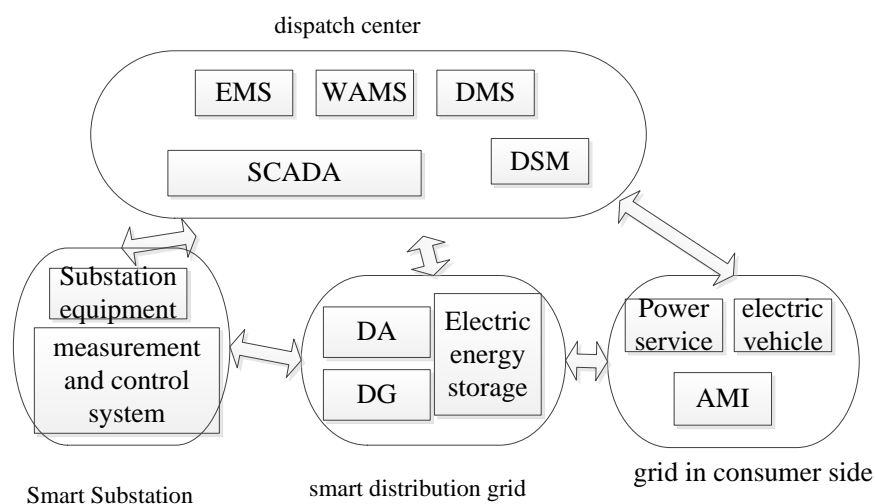 dispatch center
EMS
WAMS
DMS
SCADA
DSM
Substation
equipment
measurement
and control
system
DA
DG
Electric
energy
storage
Power
service
electric
vehicle
AMI
Smart Substation
smart distribution grid
grid in consumer side